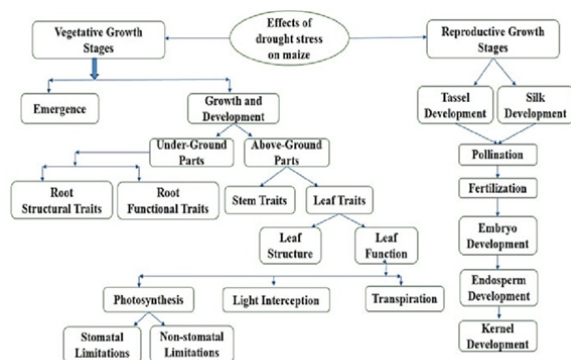 Effects of
drought stress
on maize
Vegetative Growth
Stages
Reproductive Growth
Stages
Emergence
Growth and
Development
Tassel
Development
Silk
Development
Under-Ground
Parts
Above-Ground
Parts
Pollination
Root
Structural Traits
Root
Functional Traits
Stem Traits
Leaf Traits
Fertilization
Leaf
Structure
Leaf
Function
Embryo
Development
Photosynthesis
Light Interception
Transpiration
Endosperm
Development
Stomatal
Limitations
Non-stomatal
Limitations
Kernel
Development